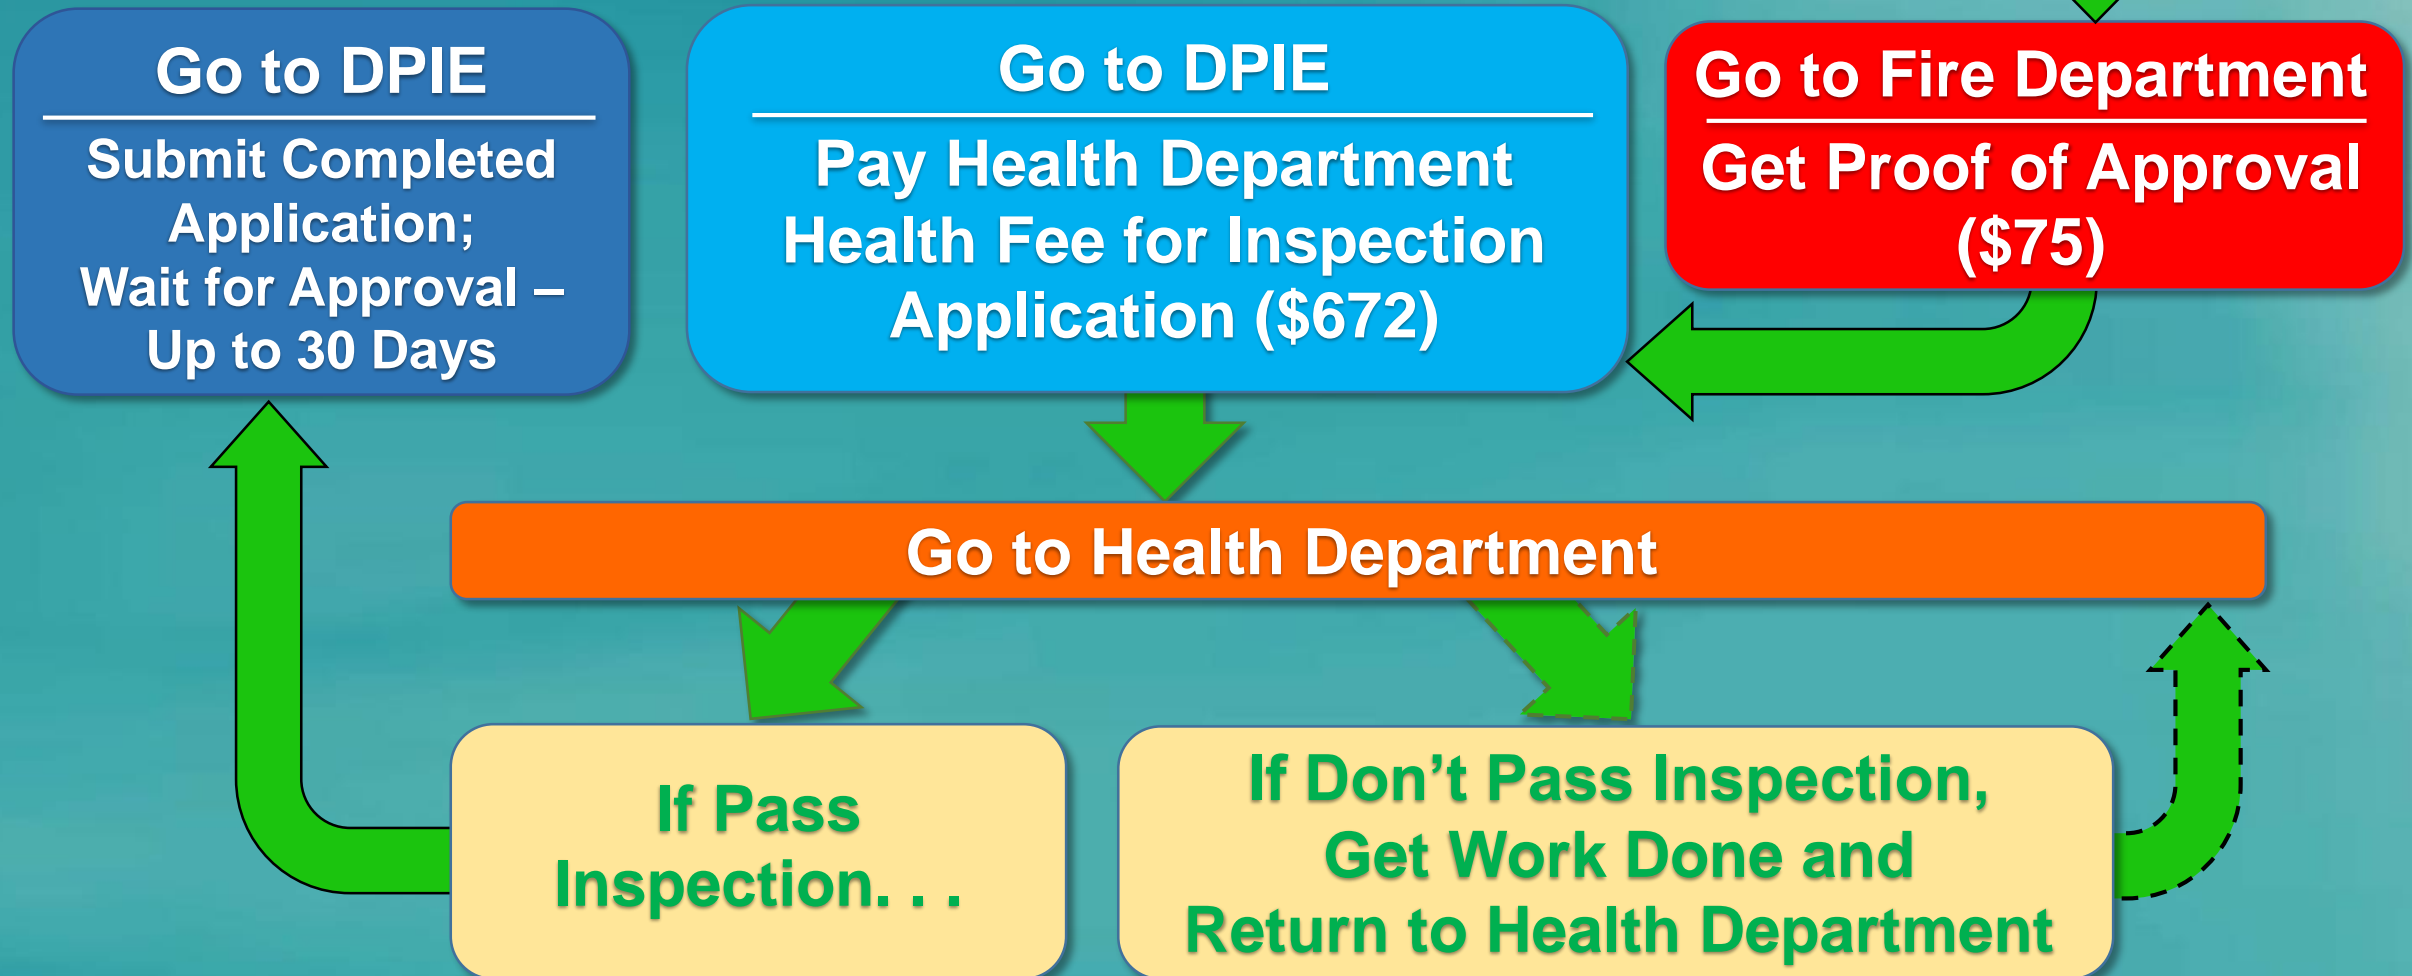 Go to DPIE
Submit Completed
Application;
Wait for Approval –
Up to 30 Days
Go to DPIE
Pay Health Department
Health Fee for Inspection
Application ($672)
Go to Fire Department
Get Proof of Approval
($75)
Go to Health Department
If Pass
Inspection. . .
If Don’t Pass Inspection,
Get Work Done and
Return to Health Department